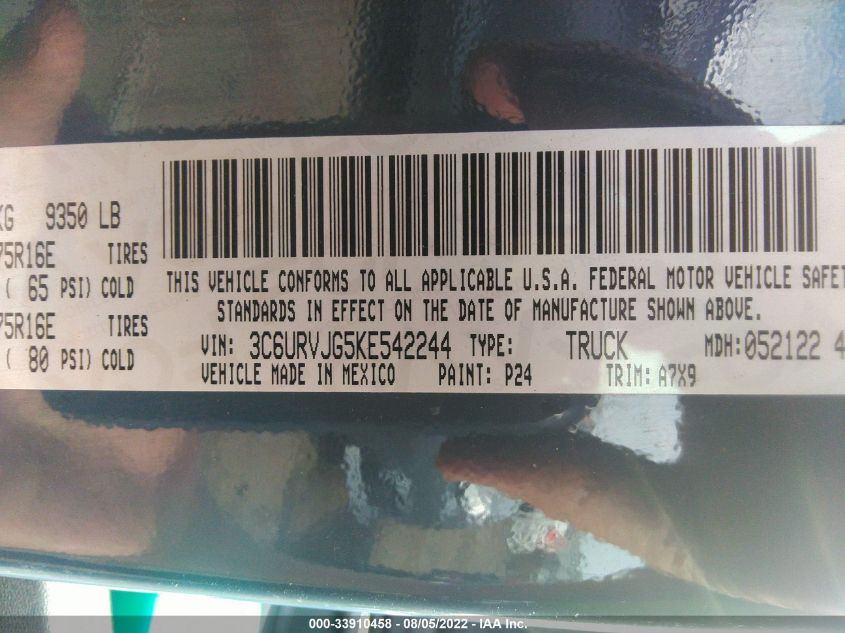 KG 9350 LB
75R16E TIRES
( 65 PSI) COLD
75R16E TIRES
( 80 PSI) COLD
THIS VEHICLE CONFORMS TO ALL APPLICABLE U.S.A. FEDERAL MOTOR VEHICLE SAFET
STANDARDS IN EFFECT ON THE DATE OF MANUFACTURE SHOWN ABOVE.
VIN: 3C6URVJG5KE542244 TYPE: TRUCK MDH:052122 4
VEHICLE MADE IN MEXICO PAINT: P24 TRIM: A7X9
000-33910458 - 08/05/2022 - IAA Inc.